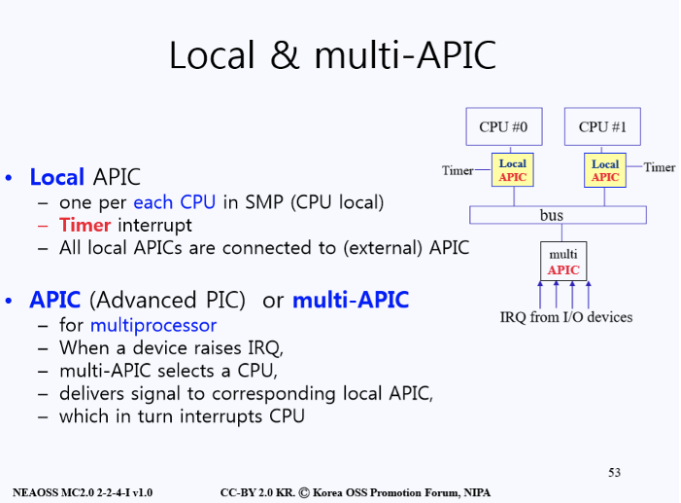 Local & multi-APIC
• Local APIC
– one per each CPU in SMP (CPU local)
– Timer interrupt
– All local APICs are connected to (external) APIC
• APIC (Advanced PIC) or multi-APIC
– for multiprocessor
– When a device raises IRQ,
– multi-APIC selects a CPU,
– delivers signal to corresponding local APIC,
– which in turn interrupts CPU
CPU #0
CPU #1
Timer
Local
APIC
Local
APIC
Timer
bus
multi
APIC
IRQ from I/O devices
53
NEAOSS MC2.0 2-2-4-I v1.0
CC-BY 2.0 KR. Ⓒ Korea OSS Promotion Forum, NIPA